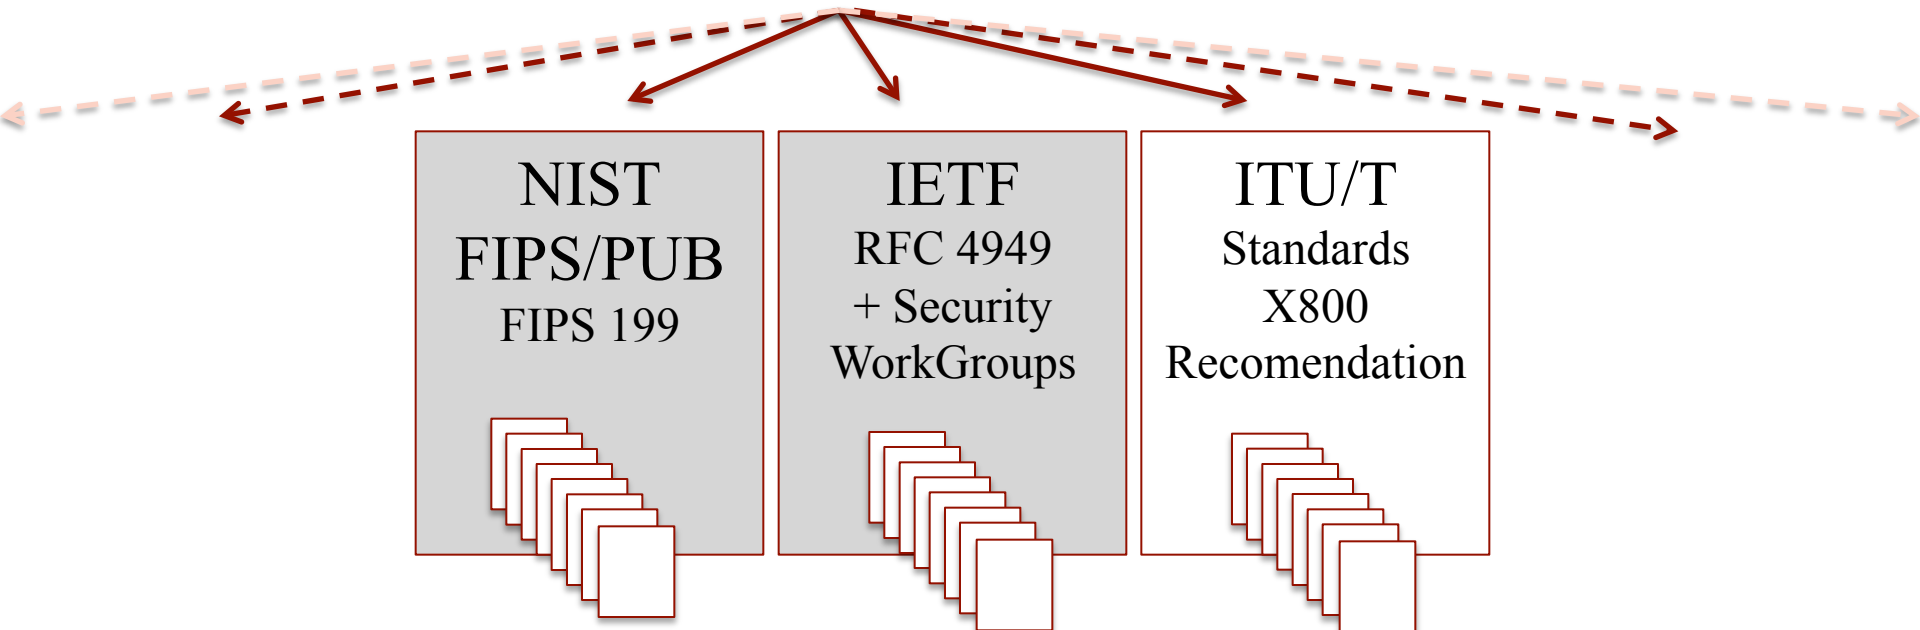 NIST
FIPS/PUB
FIPS 199
IETF
RFC 4949
+ Security
WorkGroups
ITU/T
Standards
X800
Recomendation